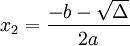 x₂ = (-b - √Δ) / 2a